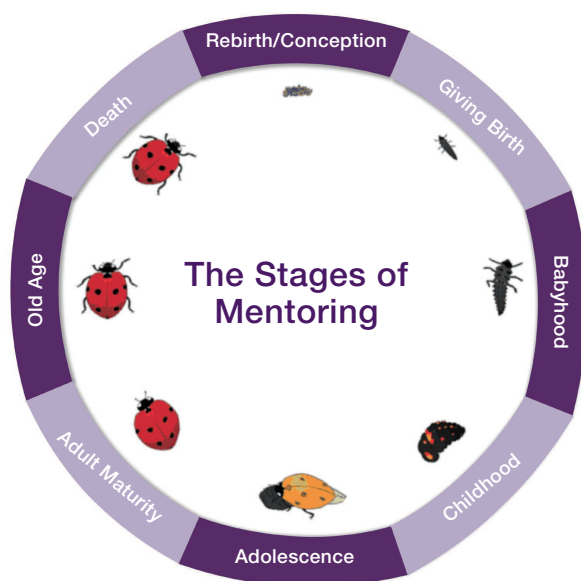 Rebirth/Conception
Giving Birth
Babyhood
Childhood
Adolescence
Adult Maturity
Old Age
Death
The Stages of
Mentoring